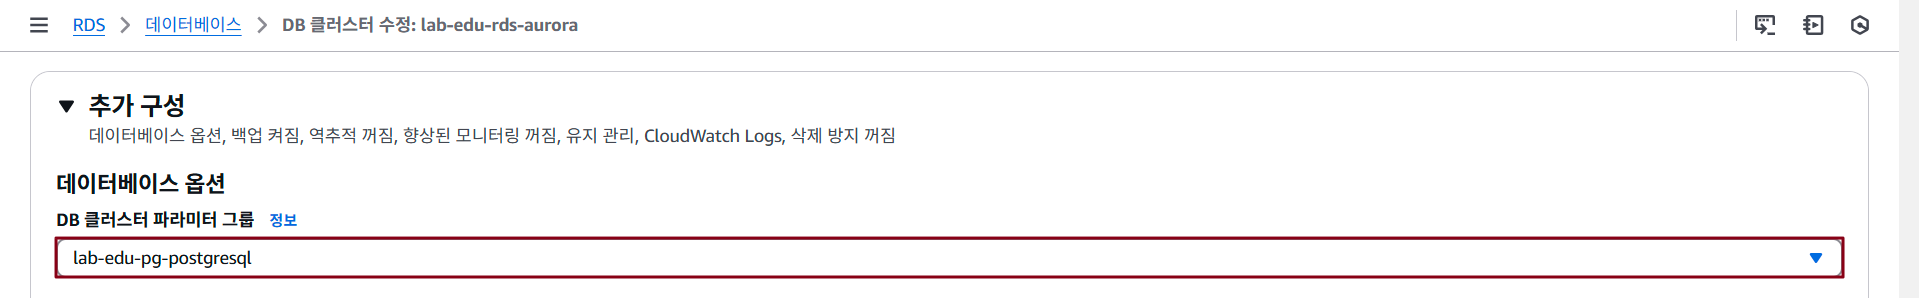 RDS > 데이터베이스 > DB 클러스터 수정: lab-edu-rds-aurora
추가 구성
데이터베이스 옵션, 백업 켜짐, 역추적 꺼짐, 향상된 모니터링 꺼짐, 유지 관리, CloudWatch Logs, 삭제 방지 꺼짐
데이터베이스 옵션
DB 클러스터 파라미터 그룹 정보
lab-edu-pg-postgresql